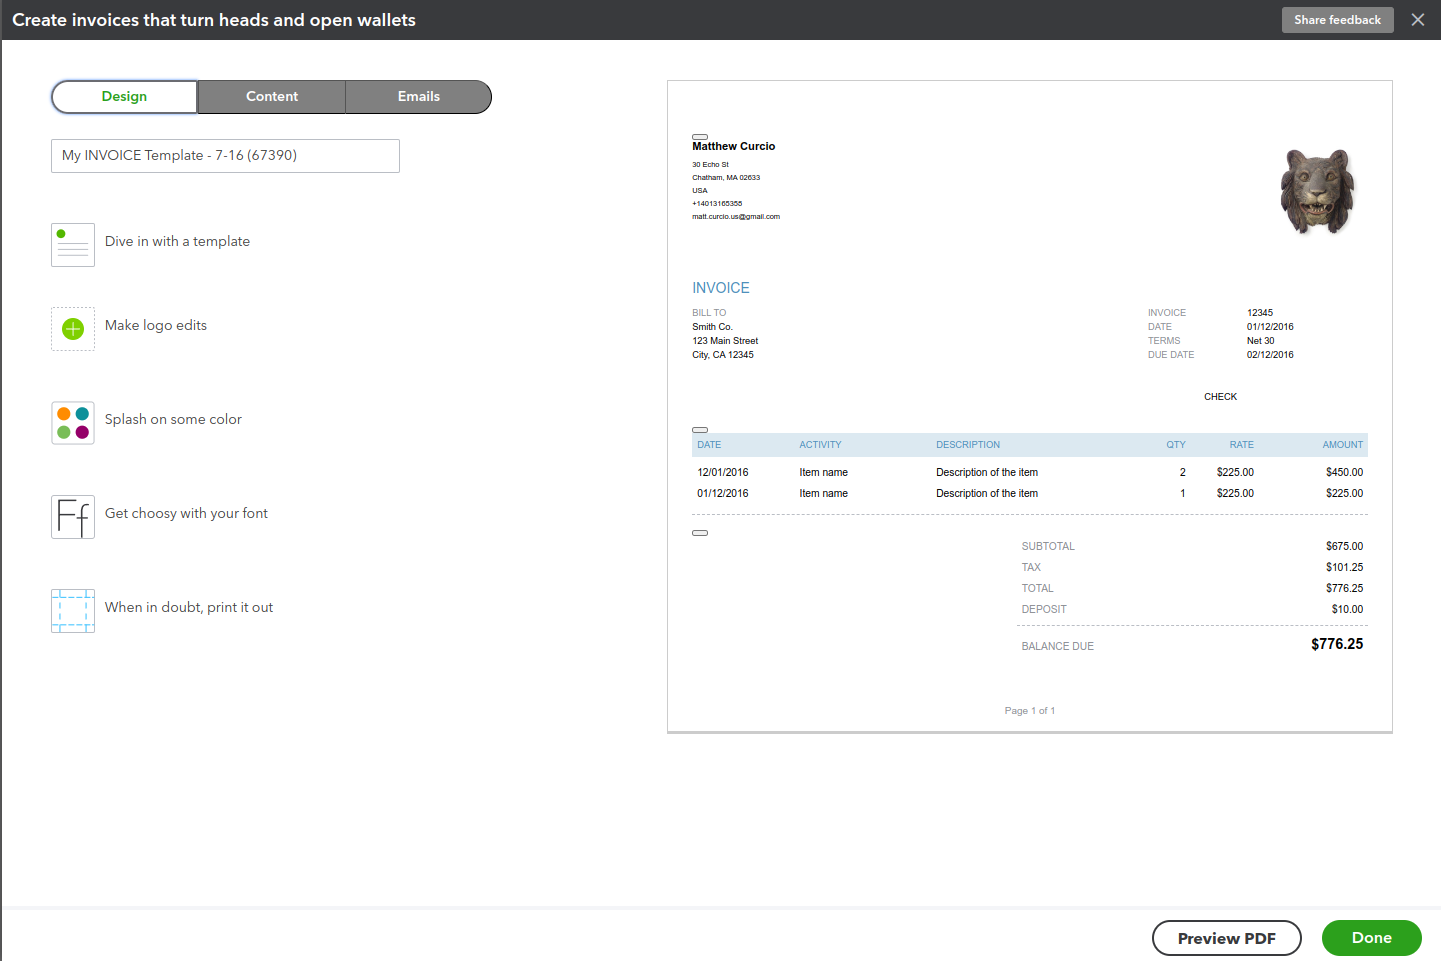 Create invoices that turn heads and open wallets
Share feedback
Design Content Emails
My INVOICE Template - 7-16 (67390)
Dive in with a template
Make logo edits
Splash on some color
Ff Get choosy with your font
When in doubt, print it out
Matthew Curcio
30 Echo St
Chatham, MA 02633
USA
+14013165358
matt.curcio.us@gmail.com
INVOICE
BILL TO
Smith Co.
123 Main Street
City, CA 12345
INVOICE 12345
DATE 01/12/2016
TERMS Net 30
DUE DATE 02/12/2016
CHECK
DATE ACTIVITY DESCRIPTION QTY RATE AMOUNT
12/01/2016 Item name Description of the item 2 $225.00 $450.00
01/12/2016 Item name Description of the item 1 $225.00 $225.00
SUBTOTAL $675.00
TAX $101.25
TOTAL $776.25
DEPOSIT $10.00
BALANCE DUE $776.25
Page 1 of 1
Preview PDF
Done